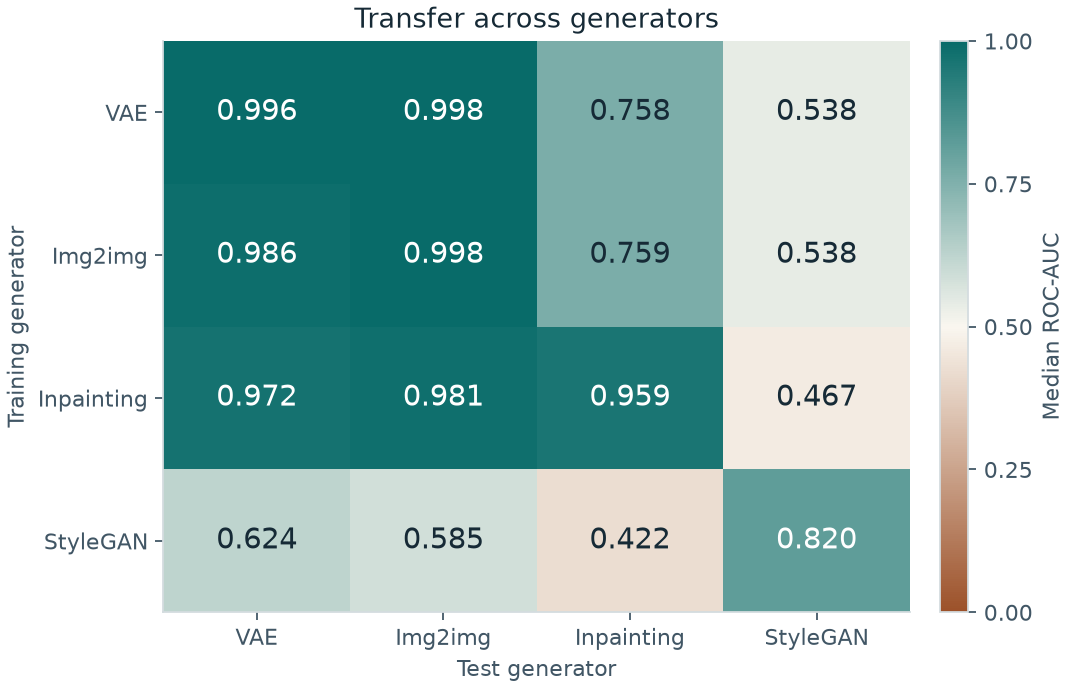 Transfer across generators
VAE 0.996 0.998 0.758 0.538
Img2img 0.986 0.998 0.759 0.538
Inpainting 0.972 0.981 0.959 0.467
StyleGAN 0.624 0.585 0.422 0.820
VAE Img2img Inpainting StyleGAN
Test generator
Training generator
1.00
0.75
0.50
0.25
0.00
Median ROC-AUC